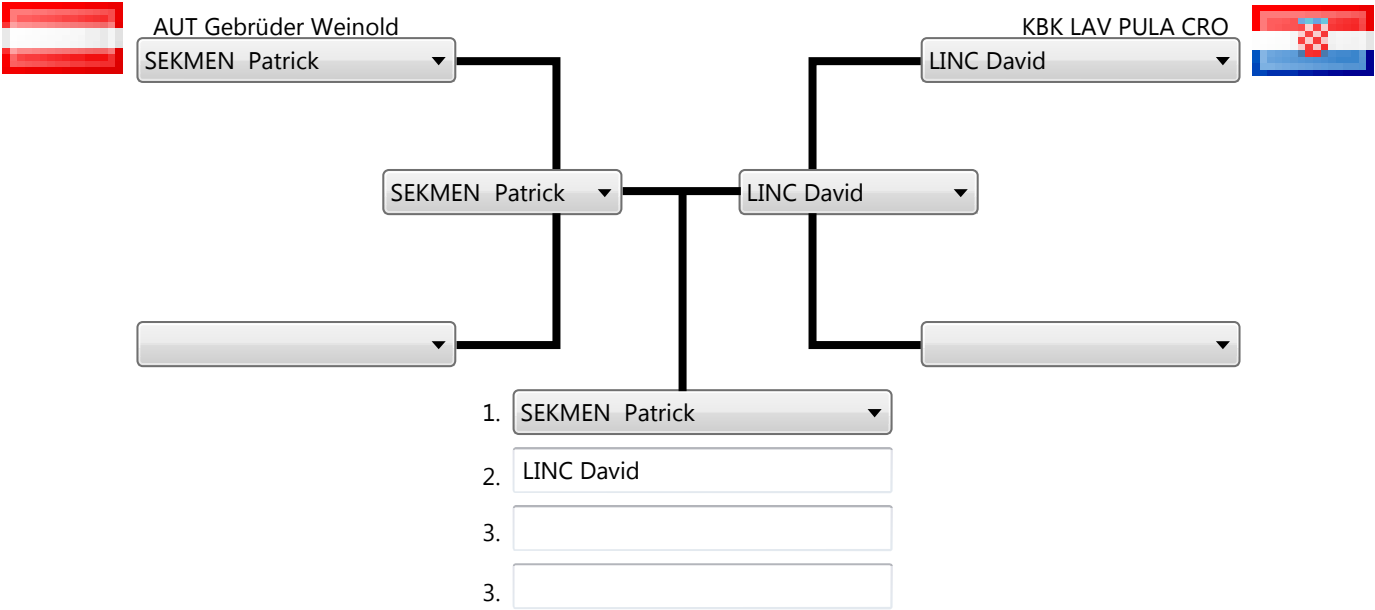 AUT Gebrüder Weinold
KBK LAV PULA CRO
SEKMEN  Patrick
LINC David
SEKMEN  Patrick
LINC David
1. SEKMEN  Patrick
2. LINC David
3.
3.